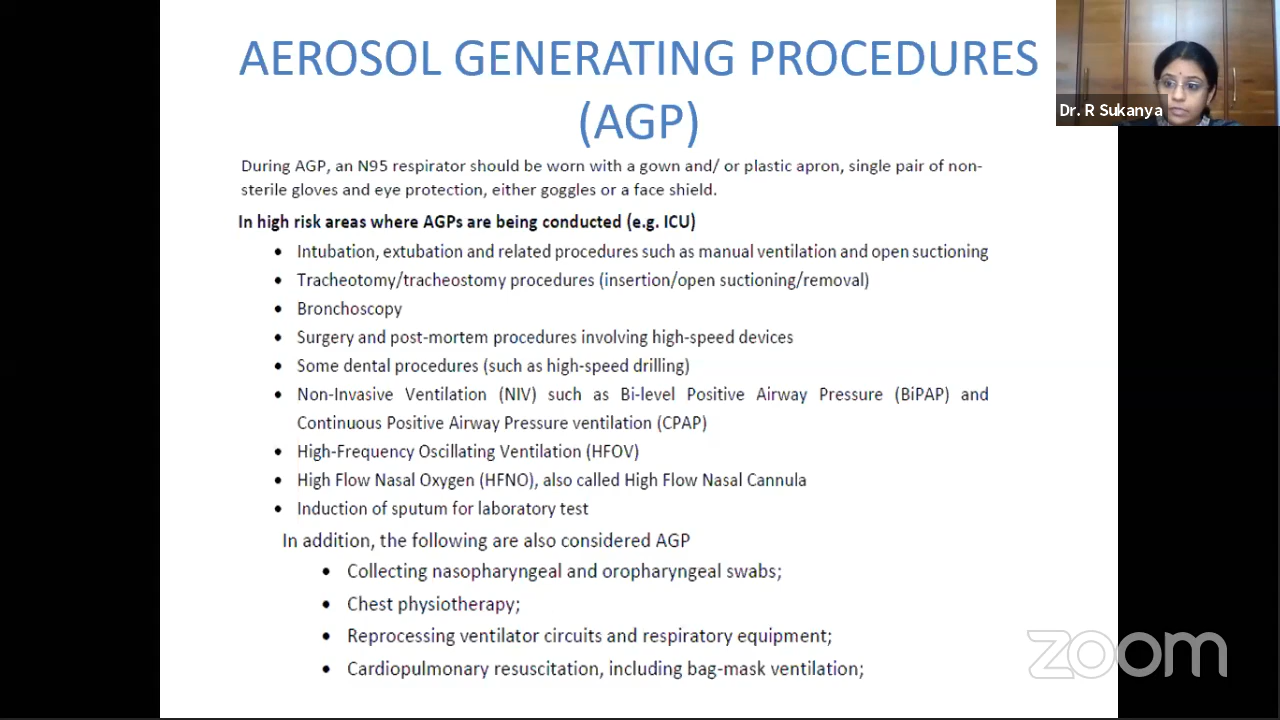 AEROSOL GENERATING PROCEDURES
(AGP)
Dr. R Sukanya
During AGP, an N95 respirator should be worn with a gown and/ or plastic apron, single pair of non-
sterile gloves and eye protection, either goggles or a face shield.
In high risk areas where AGPs are being conducted (e.g. ICU)
• Intubation, extubation and related procedures such as manual ventilation and open suctioning
• Tracheotomy/tracheostomy procedures (insertion/open suctioning/removal)
• Bronchoscopy
• Surgery and post-mortem procedures involving high-speed devices
• Some dental procedures (such as high-speed drilling)
• Non-Invasive Ventilation (NIV) such as Bi-level Positive Airway Pressure (BiPAP) and
Continuous Positive Airway Pressure ventilation (CPAP)
• High-Frequency Oscillating Ventilation (HFOV)
• High Flow Nasal Oxygen (HFNO), also called High Flow Nasal Cannula
• Induction of sputum for laboratory test
In addition, the following are also considered AGP
• Collecting nasopharyngeal and oropharyngeal swabs;
• Chest physiotherapy;
• Reprocessing ventilator circuits and respiratory equipment;
• Cardiopulmonary resuscitation, including bag-mask ventilation;
zoom